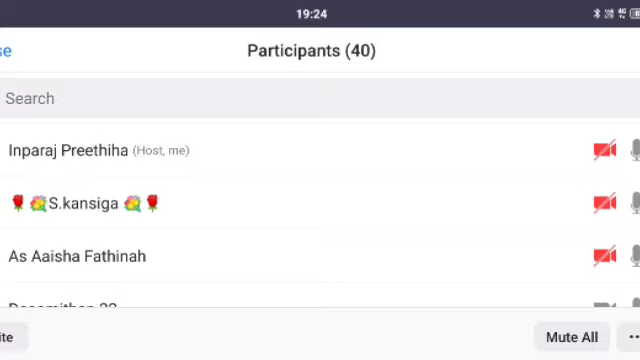 19:24
se
Participants (40)
Search
Inparaj Preethiha (Host, me)
🌹💐S.kansiga 💐🌹
As Aaisha Fathinah
ite
Mute All